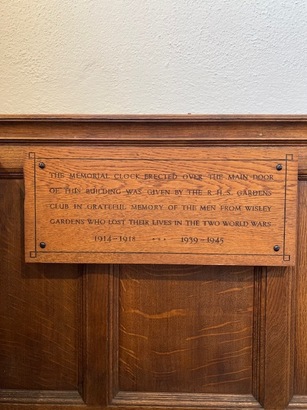 THE MEMORIAL CLOCK ERECTED OVER THE MAIN DOOR
OF THIS BUILDING WAS GIVEN BY THE R.H.S. GARDENS
CLUB IN GRATEFUL MEMORY OF THE MEN FROM WISLEY
GARDENS WHO LOST THEIR LIVES IN THE TWO WORLD WARS
1914–1918 ••• 1939–1945